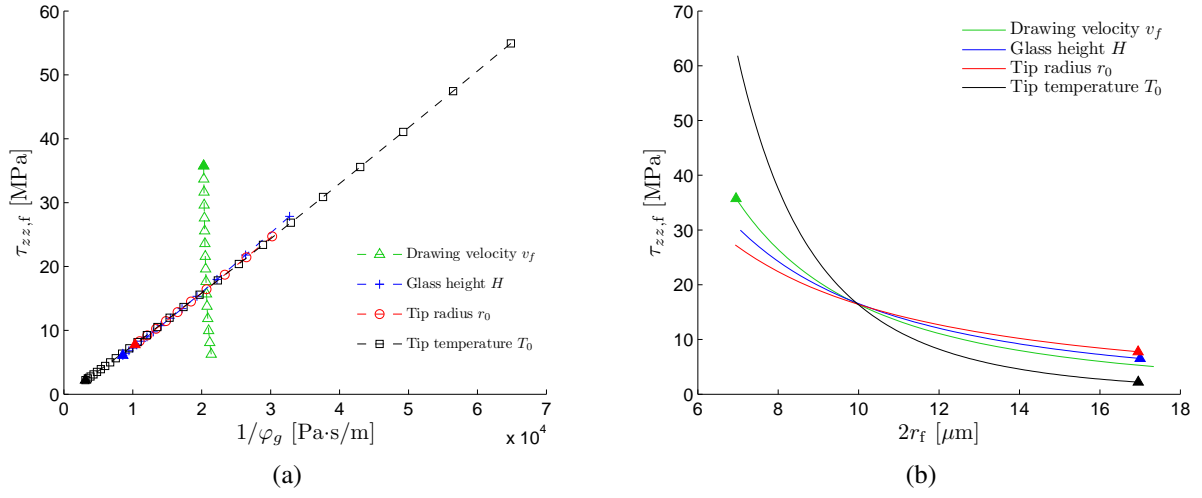 60
50
40
30
20
10
0
τzz,f [MPa]
0 1 2 3 4 5 6 7
x 10⁴
1/φg [Pa·s/m]
Drawing velocity vf
Glass height H
Tip radius r0
Tip temperature T0
(a)
70
60
50
40
30
20
10
0
τzz,f [MPa]
6 8 10 12 14 16 18
2rf [μm]
Drawing velocity vf
Glass height H
Tip radius r0
Tip temperature T0
(b)